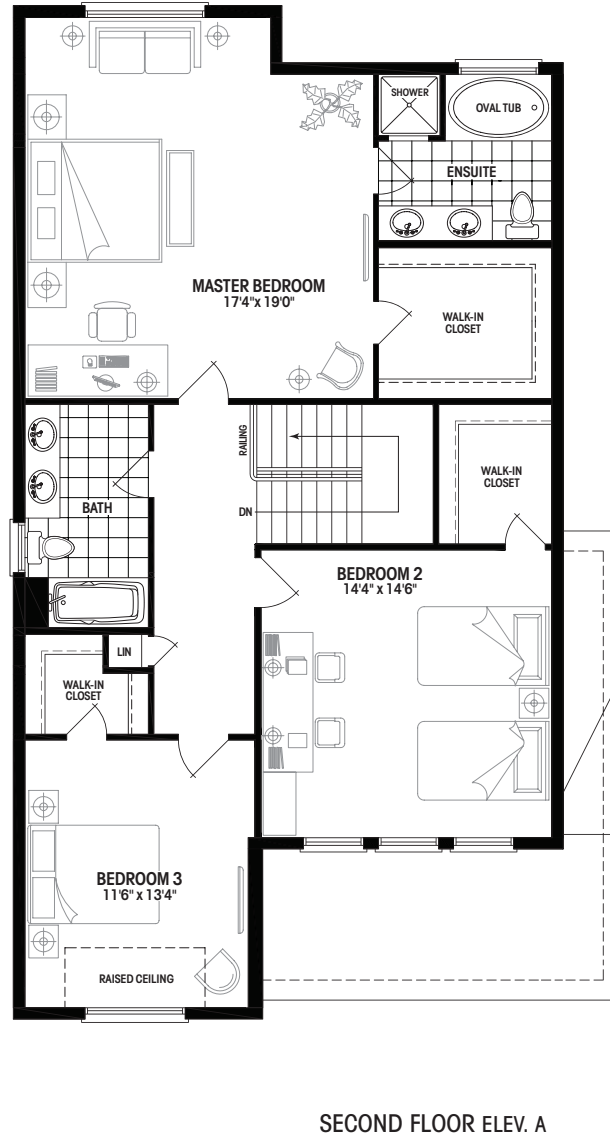 SHOWER
OVAL TUB
ENSUITE
MASTER BEDROOM
17'4"x 19'0"
WALK-IN
CLOSET
RAILING
WALK-IN
CLOSET
BATH
DN
BEDROOM 2
14'4" x 14'6"
LIN
WALK-IN
CLOSET
BEDROOM 3
11'6" x 13'4"
RAISED CEILING
SECOND FLOOR ELEV. A